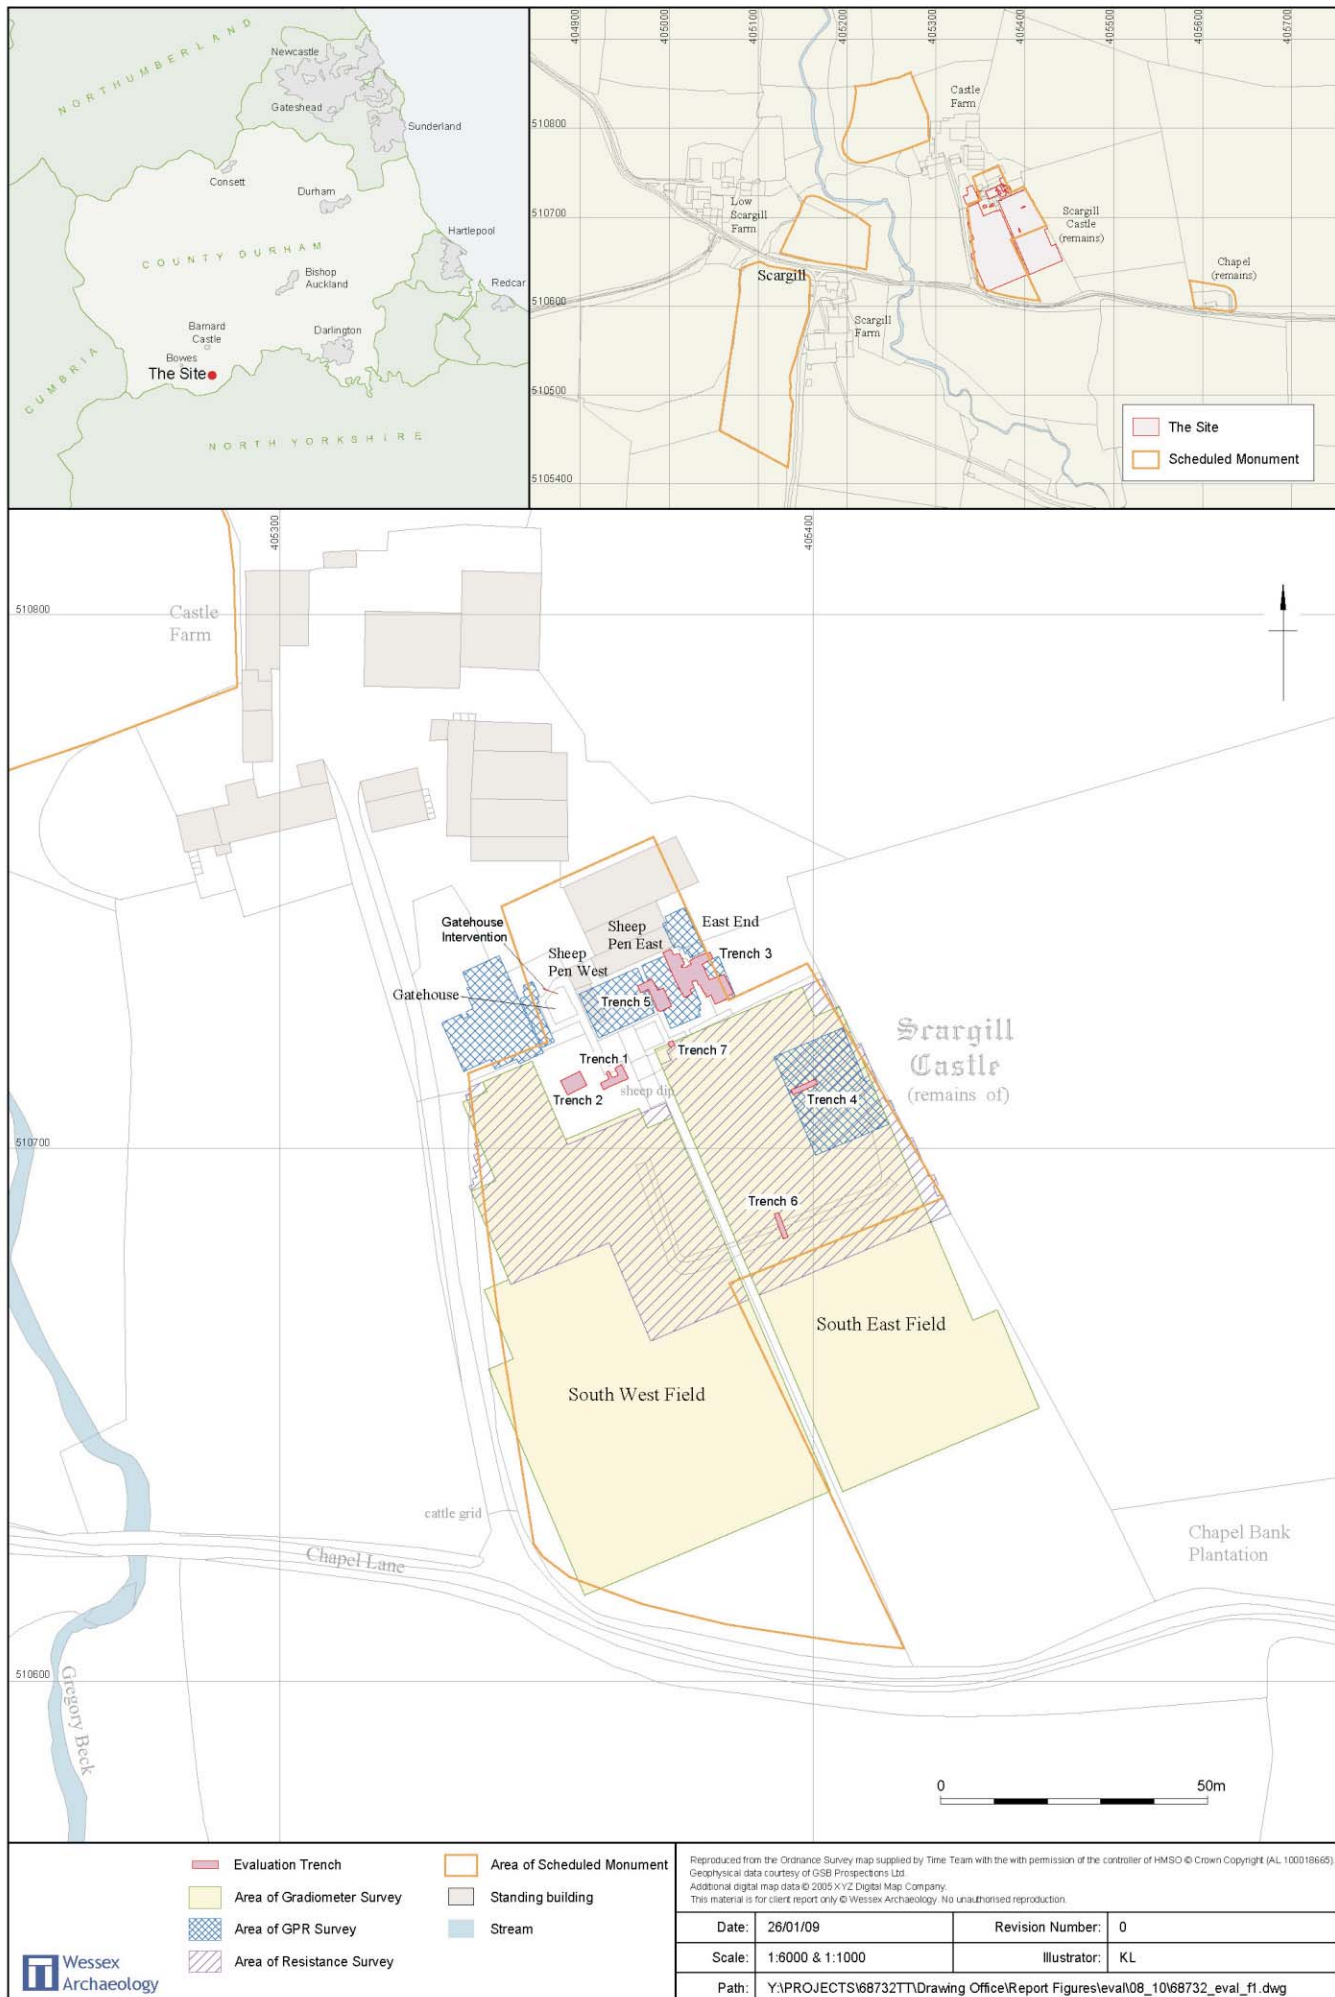 NORTHUMBERLAND
Newcastle
Gateshead
Sunderland
Consett
Durham
Hartlepool
COUNTY DURHAM
Bishop
Auckland
Redcar
Barnard
Castle
Darlington
Bowes
The Site
CUMBRIA
NORTH YORKSHIRE
404900
405000
405100
405200
405300
405400
405500
405600
405700
510800
510700
510600
510500
5105400
Castle
Farm
Low
Scargill
Farm
Scargill
Castle
(remains)
Chapel
(remains)
Scargill
Scargill
Farm
The Site
Scheduled Monument
405300
405400
510800
510700
510600
Castle
Farm
Gatehouse
Intervention
Gatehouse
Sheep
Pen West
Sheep
Pen East
East End
Trench 3
Trench 5
Trench 1
Trench 7
Trench 2
sheep dip
Trench 4
Scargill
Castle
(remains of)
Trench 6
South East Field
South West Field
cattle grid
Chapel Lane
Chapel Bank
Plantation
Gregory Beck
0 50m
Evaluation Trench
Area of Gradiometer Survey
Area of GPR Survey
Area of Resistance Survey
Area of Scheduled Monument
Standing building
Stream
Wessex
Archaeology
Reproduced from the Ordnance Survey map supplied by Time Team with the with permission of the controller of HMSO © Crown Copyright (AL 100018665)
Geophysical data courtesy of GSB Prospections Ltd.
Additional digital map data © 2005 XYZ Digital Map Company.
This material is for client report only © Wessex Archaeology. No unauthorised reproduction.
Date: 26/01/09 Revision Number: 0
Scale: 1:6000 & 1:1000 Illustrator: KL
Path: Y:\PROJECTS\68732TT\Drawing Office\Report Figures\eval\08_10\68732_eval_f1.dwg